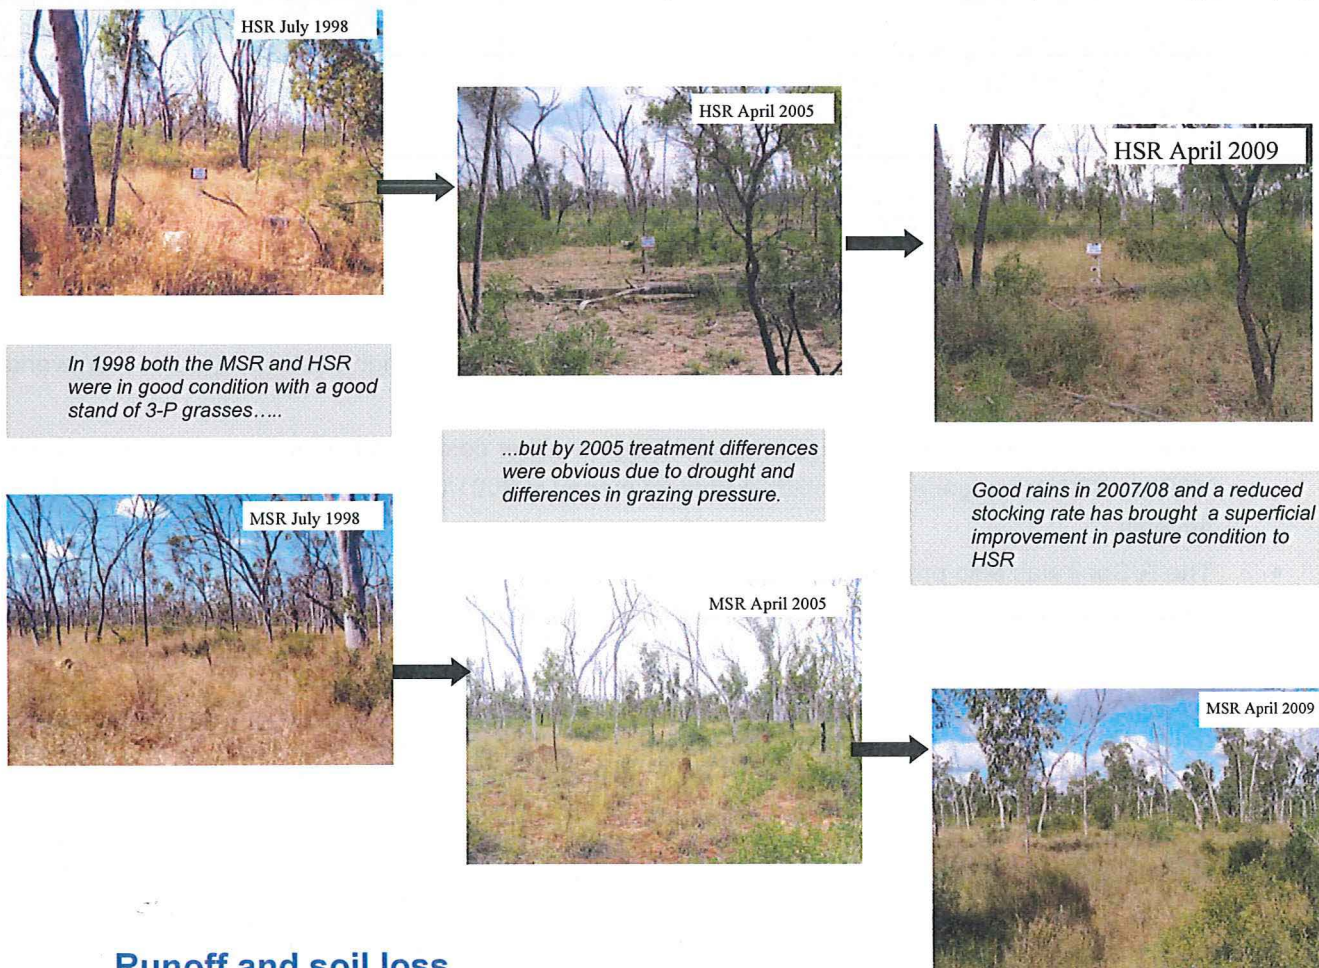 HSR July 1998
HSR April 2005
HSR April 2009
In 1998 both the MSR and HSR
were in good condition with a good
stand of 3-P grasses…..
...but by 2005 treatment differences
were obvious due to drought and
differences in grazing pressure.
Good rains in 2007/08 and a reduced
stocking rate has brought a superficial
improvement in pasture condition to
HSR
MSR July 1998
MSR April 2005
MSR April 2009
Runoff and soil loss